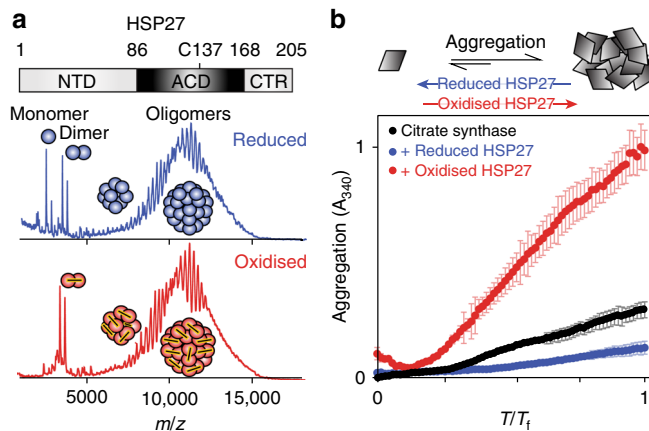 a
HSP27
1 86 C137 168 205
NTD ACD CTR
Monomer
Dimer
Oligomers
Reduced
Oxidised
5000 10,000 15,000
m/z
b
Aggregation
Reduced HSP27
Oxidised HSP27
Citrate synthase
+ Reduced HSP27
+ Oxidised HSP27
Aggregation (A340)
1
0
0 1
T/Tf